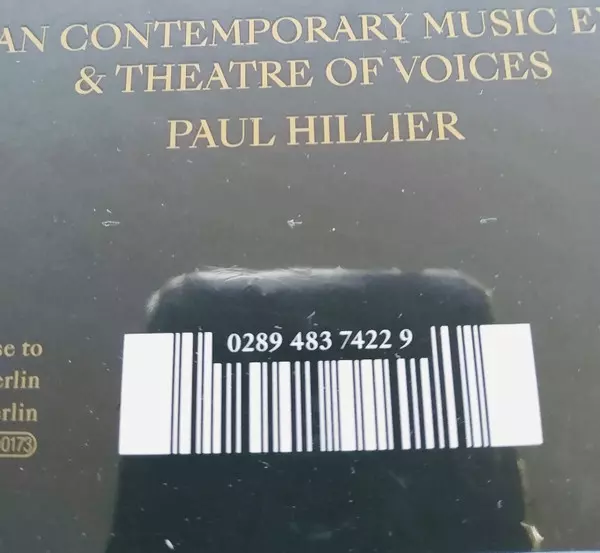 AN CONTEMPORARY MUSIC E
& THEATRE OF VOICES
PAUL HILLIER
0289 483 7422 9
se to
erlin
erlin
0173